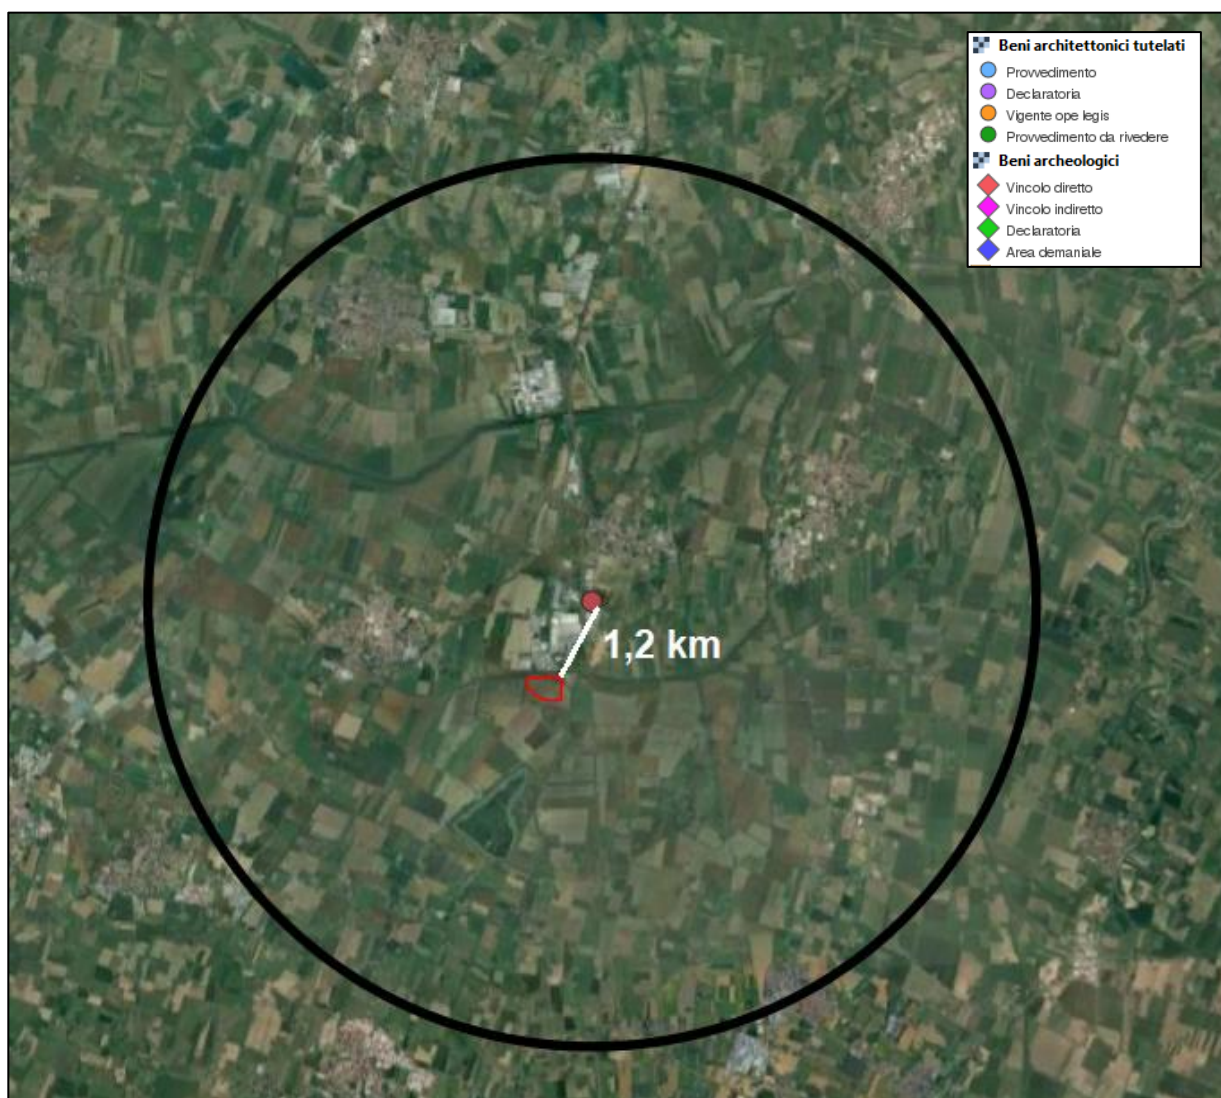 Beni architettonici tutelati
Provvedimento
Declaratoria
Vigente ope legis
Provvedimento da rivedere
Beni archeologici
Vincolo diretto
Vincolo indiretto
Declaratoria
Area demaniale
1,2 km